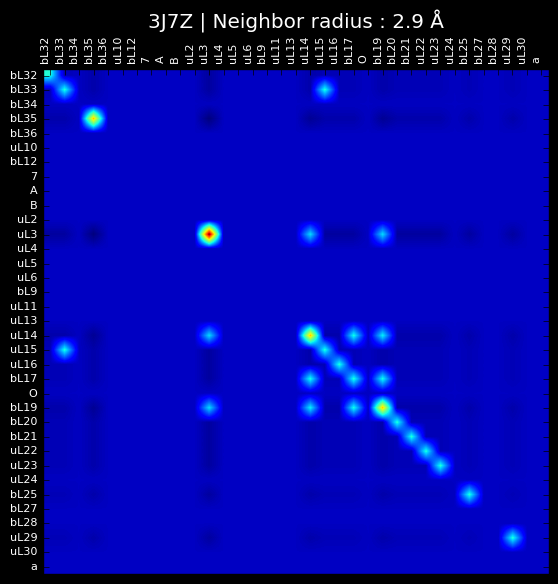 3J7Z | Neighbor radius : 2.9 Å
bL32
bL33
bL34
bL35
bL36
uL10
bL12
7
A
B
uL2
uL3
uL4
uL5
uL6
bL9
uL11
uL13
uL14
uL15
uL16
bL17
O
bL19
bL20
bL21
uL22
uL23
uL24
bL25
bL27
bL28
uL29
uL30
a
bL32
bL33
bL34
bL35
bL36
uL10
bL12
7
A
B
uL2
uL3
uL4
uL5
uL6
bL9
uL11
uL13
uL14
uL15
uL16
bL17
O
bL19
bL20
bL21
uL22
uL23
uL24
bL25
bL27
bL28
uL29
uL30
a